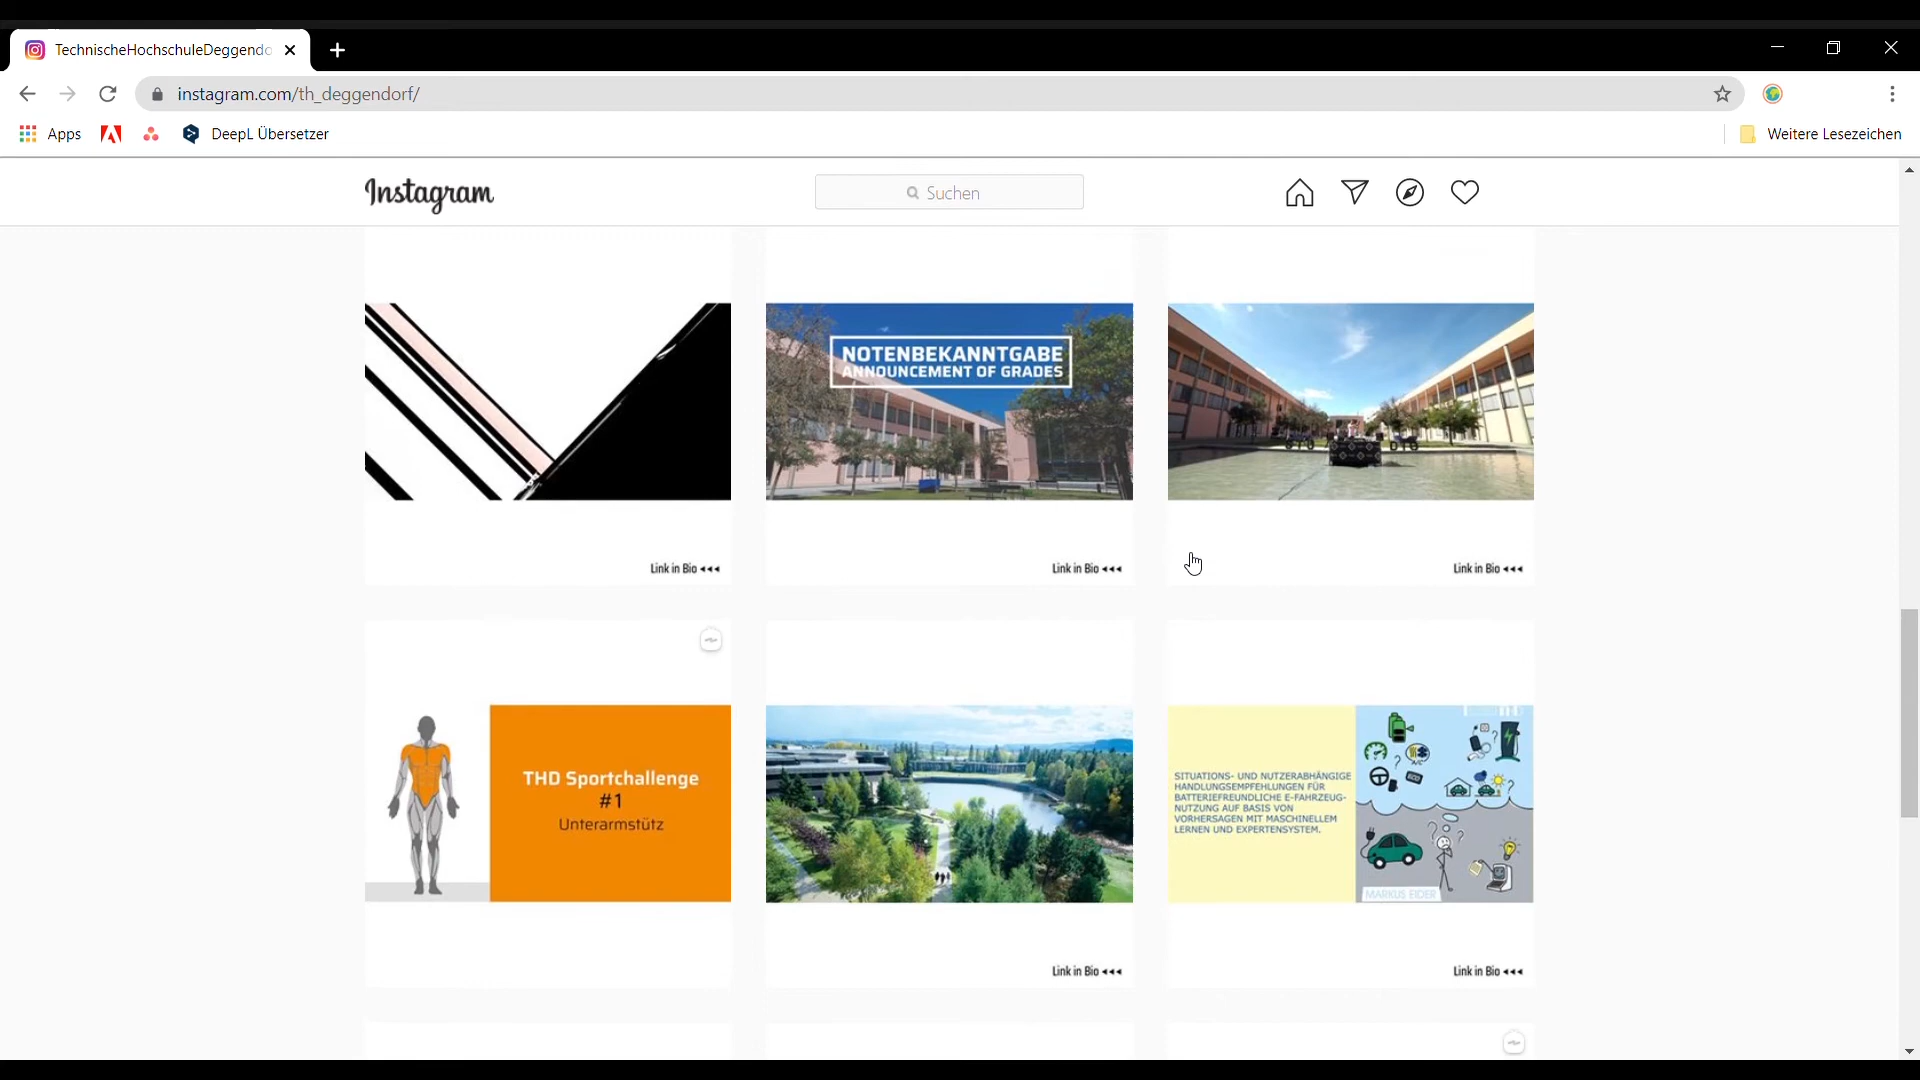 TechnischeHochschuleDeggendo
instagram.com/th_deggendorf/
Apps
DeepL Übersetzer
Weitere Lesezeichen
Instagram
Suchen
NOTENBEKANNTGABE
ANNOUNCEMENT OF GRADES
Link in Bio
Link in Bio
Link in Bio
THD Sportchallenge
#1
Unterarmstütz
SITUATIONS- UND NUTZERABHÄNGIGE
HANDLUNGSEMPFEHLUNGEN FÜR
BATTERIEFREUNDLICHE E-FAHRZEUG-
NUTZUNG AUF BASIS VON
VORHERSAGEN MIT MASCHINELLEM
LERNEN UND EXPERTENSYSTEM.
MARKUS EIDER
Link in Bio
Link in Bio